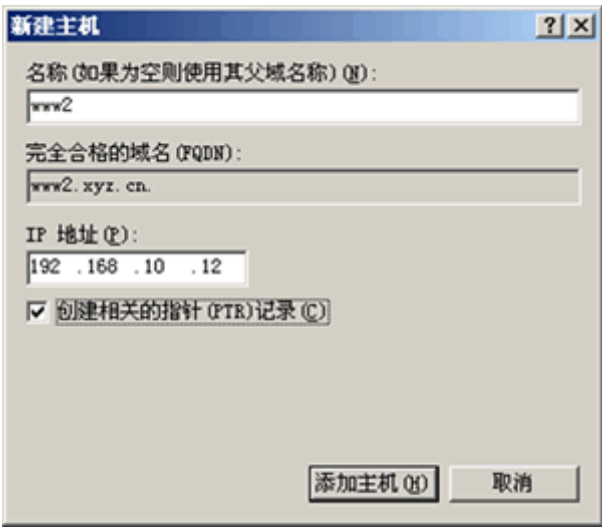 新建主机
名称(如果为空则使用其父域名称)(N):
www2
完全合格的域名(FQDN):
www2.xyz.cn.
IP 地址(P):
192 .168 .10 .12
创建相关的指针(PTR)记录(C)
添加主机(H) 取消